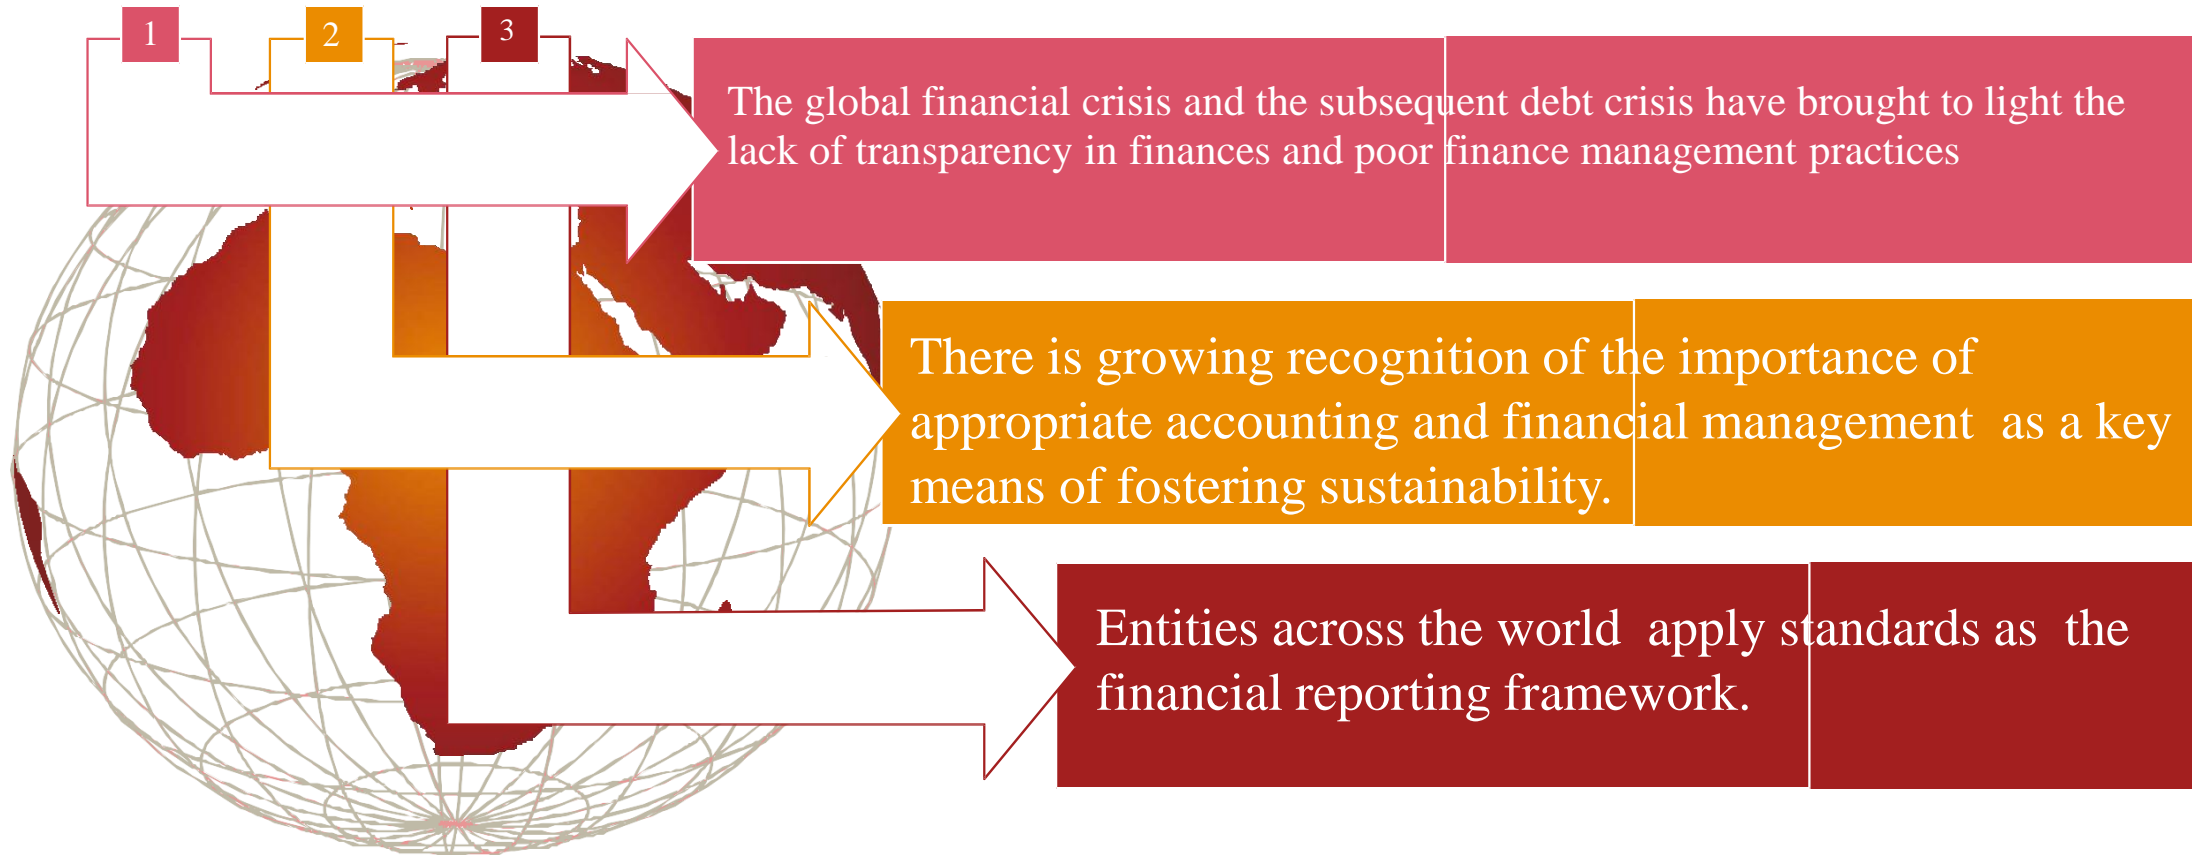 1
2
3
The global financial crisis and the subsequent debt crisis have brought to light the
lack of transparency in finances and poor finance management practices
There is growing recognition of the importance of
appropriate accounting and financial management as a key
means of fostering sustainability.
Entities across the world apply standards as the
financial reporting framework.